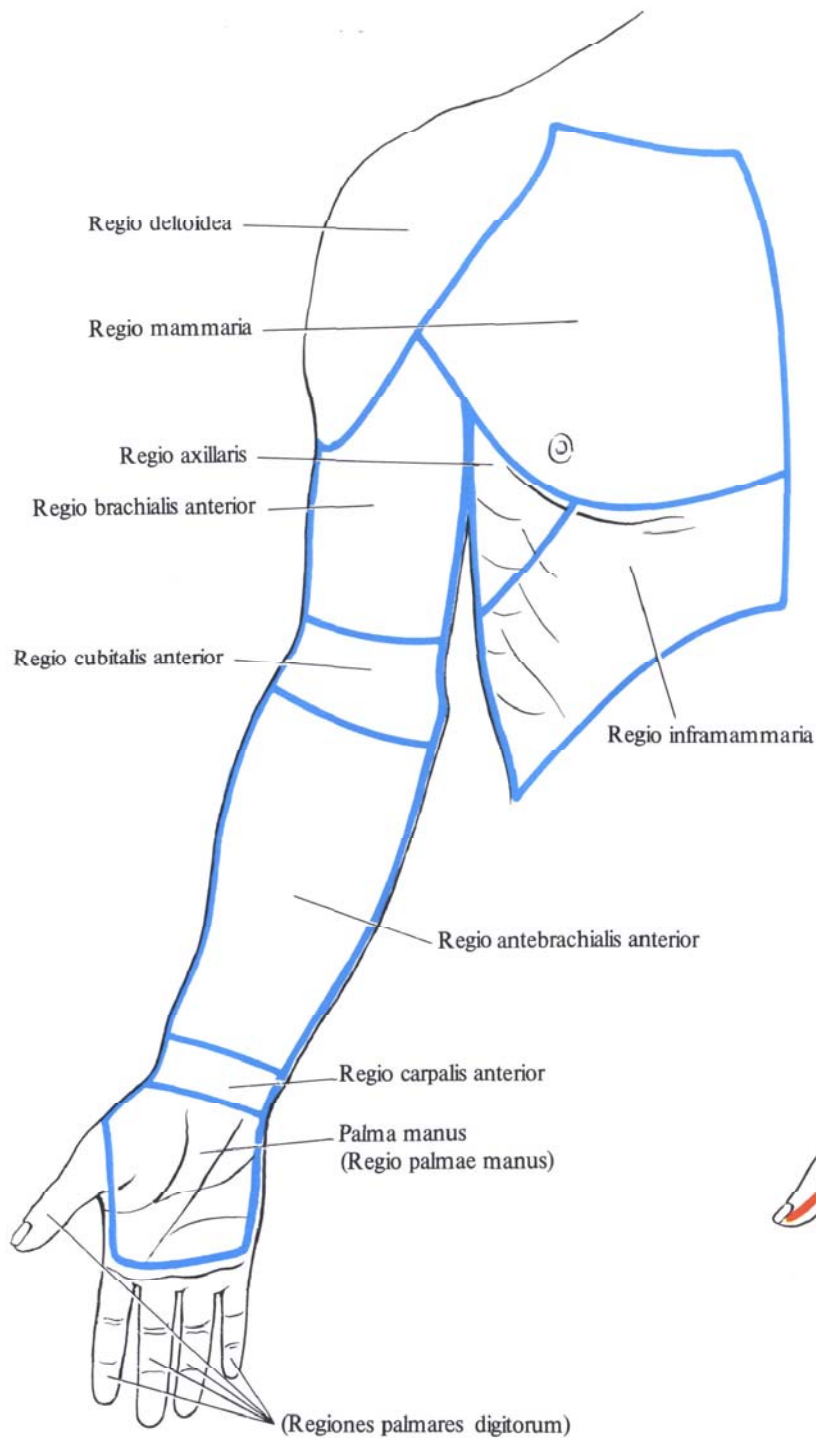 Regio deltoidea
Regio mammaria
Regio axillaris
Regio brachialis anterior
Regio cubitalis anterior
Regio inframammaria
Regio antebrachialis anterior
Regio carpalis anterior
Palma manus
(Regio palmae manus)
(Regiones palmares digitorum)